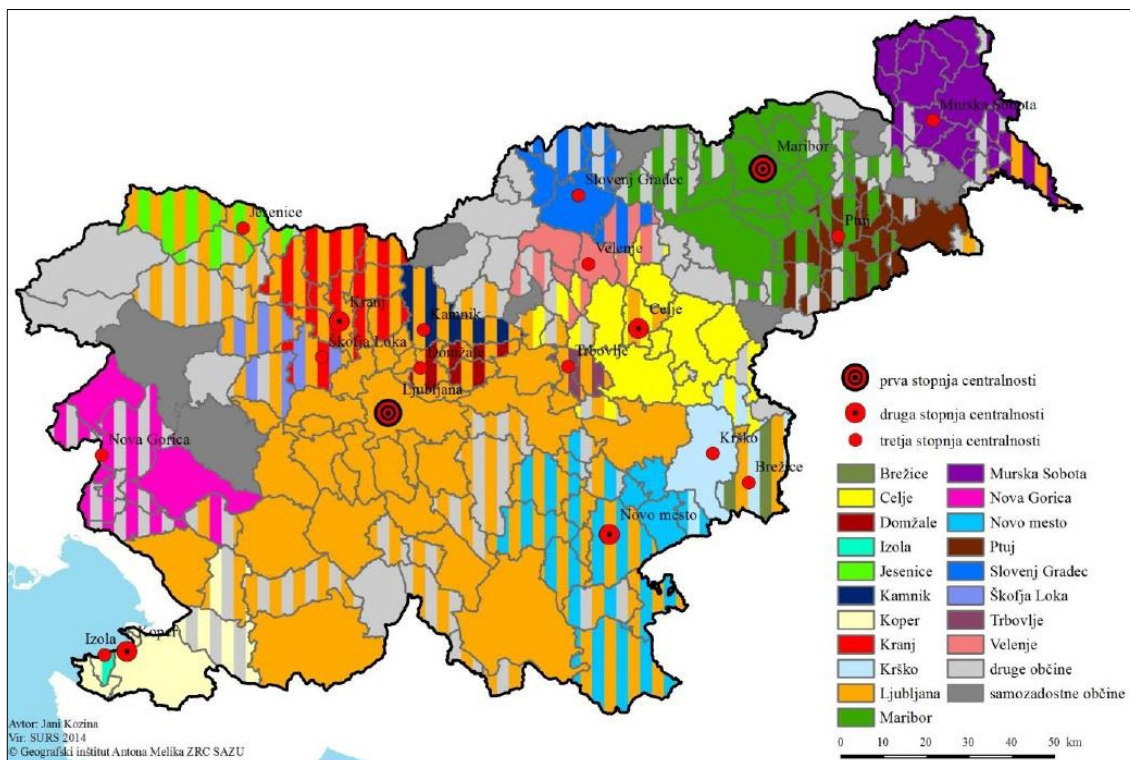 Murska Sobota
Maribor
Slovenj Gradec
Jesenice
Ptuj
Velenje
Kranj
Kamnik
Celje
Škofja Loka
Domžale
Trbovlje
Ljubljana
Nova Gorica
Krško
Brežice
Novo mesto
Izola
Koper
prva stopnja centralnosti
druga stopnja centralnosti
tretja stopnja centralnosti
Brežice
Celje
Domžale
Izola
Jesenice
Kamnik
Koper
Kranj
Krško
Ljubljana
Maribor
Murska Sobota
Nova Gorica
Novo mesto
Ptuj
Slovenj Gradec
Škofja Loka
Trbovlje
Velenje
druge občine
samozadostne občine
0 10 20 30 40 50 km
Avtor: Jani Kozina
Vir: SURS 2014
© Geografski inštitut Antona Melika ZRC SAZU